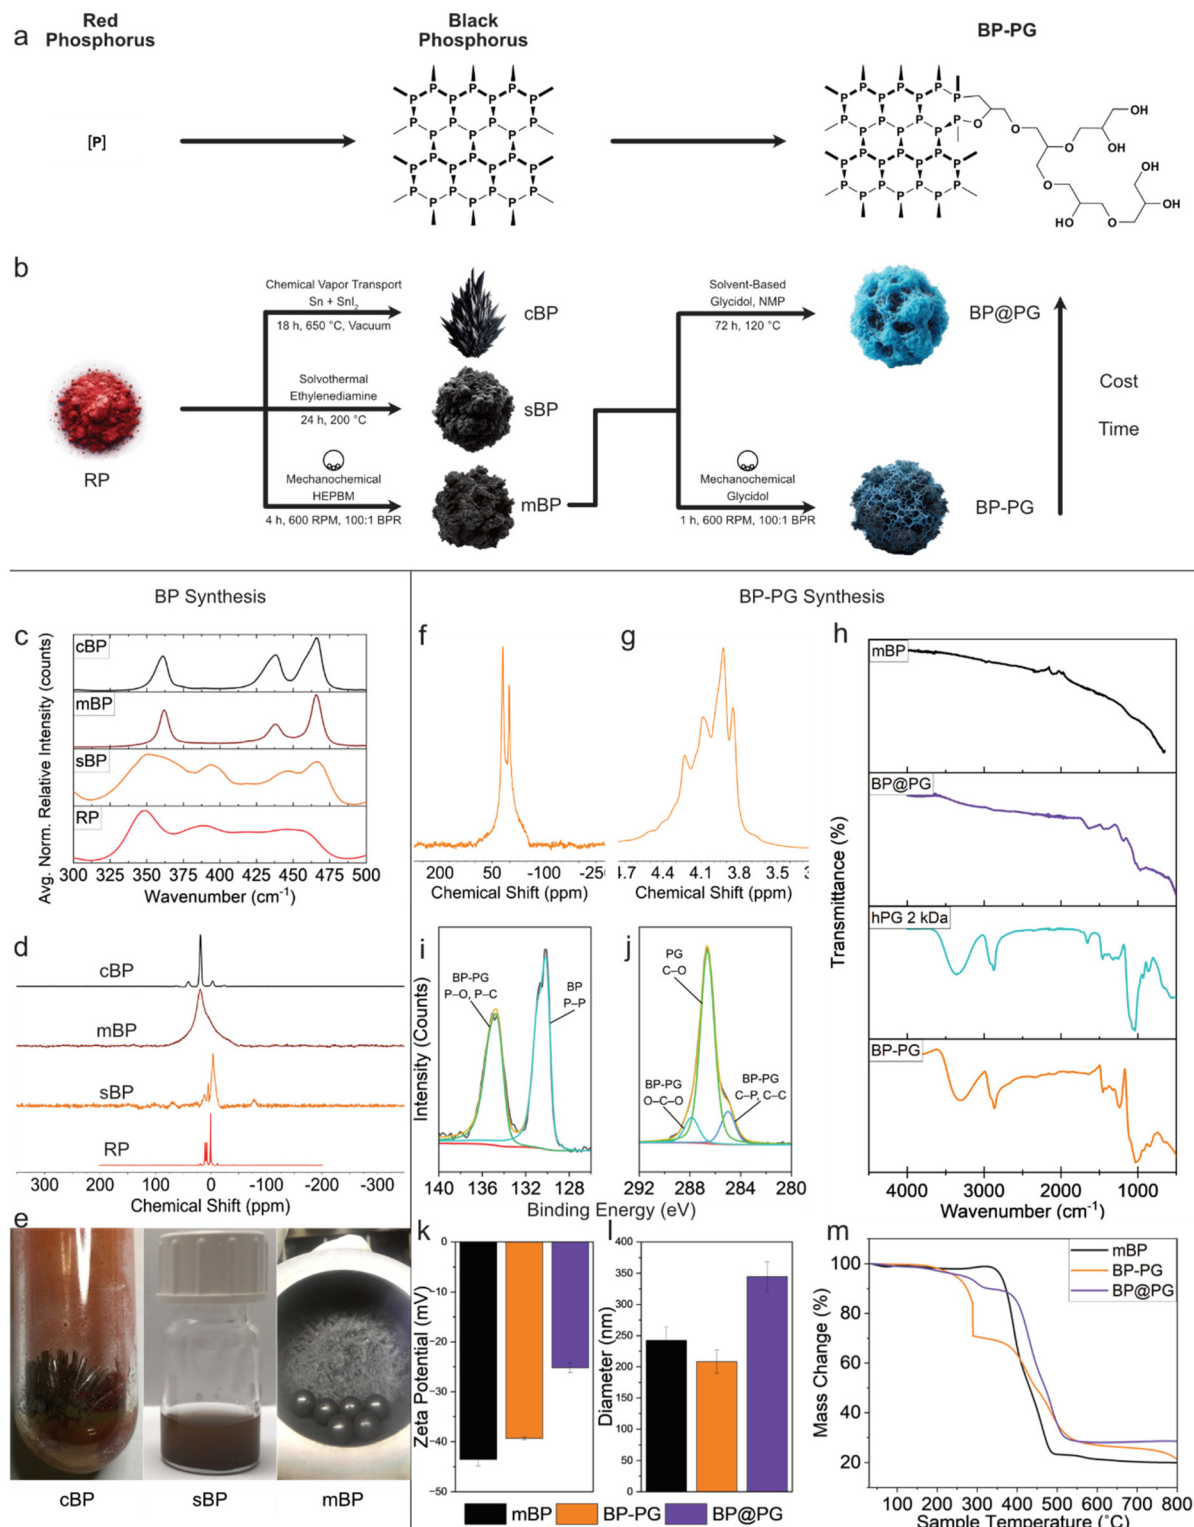 a
Red
Phosphorus
Black
Phosphorus
BP-PG
[P]
P P P P P P P P P P P P P P P P P P P P P P P P
OH
OH
OH
OH
OH
O
O
O
O
O
b
RP
Chemical Vapor Transport
Sn + SnI2
18 h, 650 °C, Vacuum
cBP
Solvothermal
Ethylenediamine
24 h, 200 °C
sBP
Mechanochemical
HEPBM
4 h, 600 RPM, 100:1 BPR
mBP
Solvent-Based
Glycidol, NMP
72 h, 120 °C
BP@PG
Mechanochemical
Glycidol
1 h, 600 RPM, 100:1 BPR
BP-PG
Cost
Time
BP Synthesis
BP-PG Synthesis
c
Avg. Norm. Relative Intensity (counts)
cBP
mBP
sBP
RP
300 325 350 375 400 425 450 475 500
Wavenumber (cm-1)
d
cBP
mBP
sBP
RP
300 200 100 0 -100 -200 -300
Chemical Shift (ppm)
e
cBP
sBP
mBP
f
200 50 -100 -250
Chemical Shift (ppm)
g
4.7 4.4 4.1 3.8 3
Chemical Shift (ppm)
h
Transmittance (%)
mBP
BP@PG
hPG 2 kDa
BP-PG
4000 3000 2000 1000
Wavenumber (cm-1)
i
Intensity (Counts)
BP-PG
P–O, P–C
BP
P–P
140 136 132 128
j
PG
C–O
BP-PG
O–C–O
BP-PG
C–P, C–C
292 288 284 280
Binding Energy (eV)
k
Zeta Potential (mV)
0
−10
−20
−30
−40
−50
l
Diameter (nm)
400
350
300
250
200
150
100
50
0
mBP BP-PG BP@PG
m
Mass Change (%)
100
80
60
40
20
mBP
BP-PG
BP@PG
100 200 300 400 500 600 700 800
Sample Temperature (˚C)